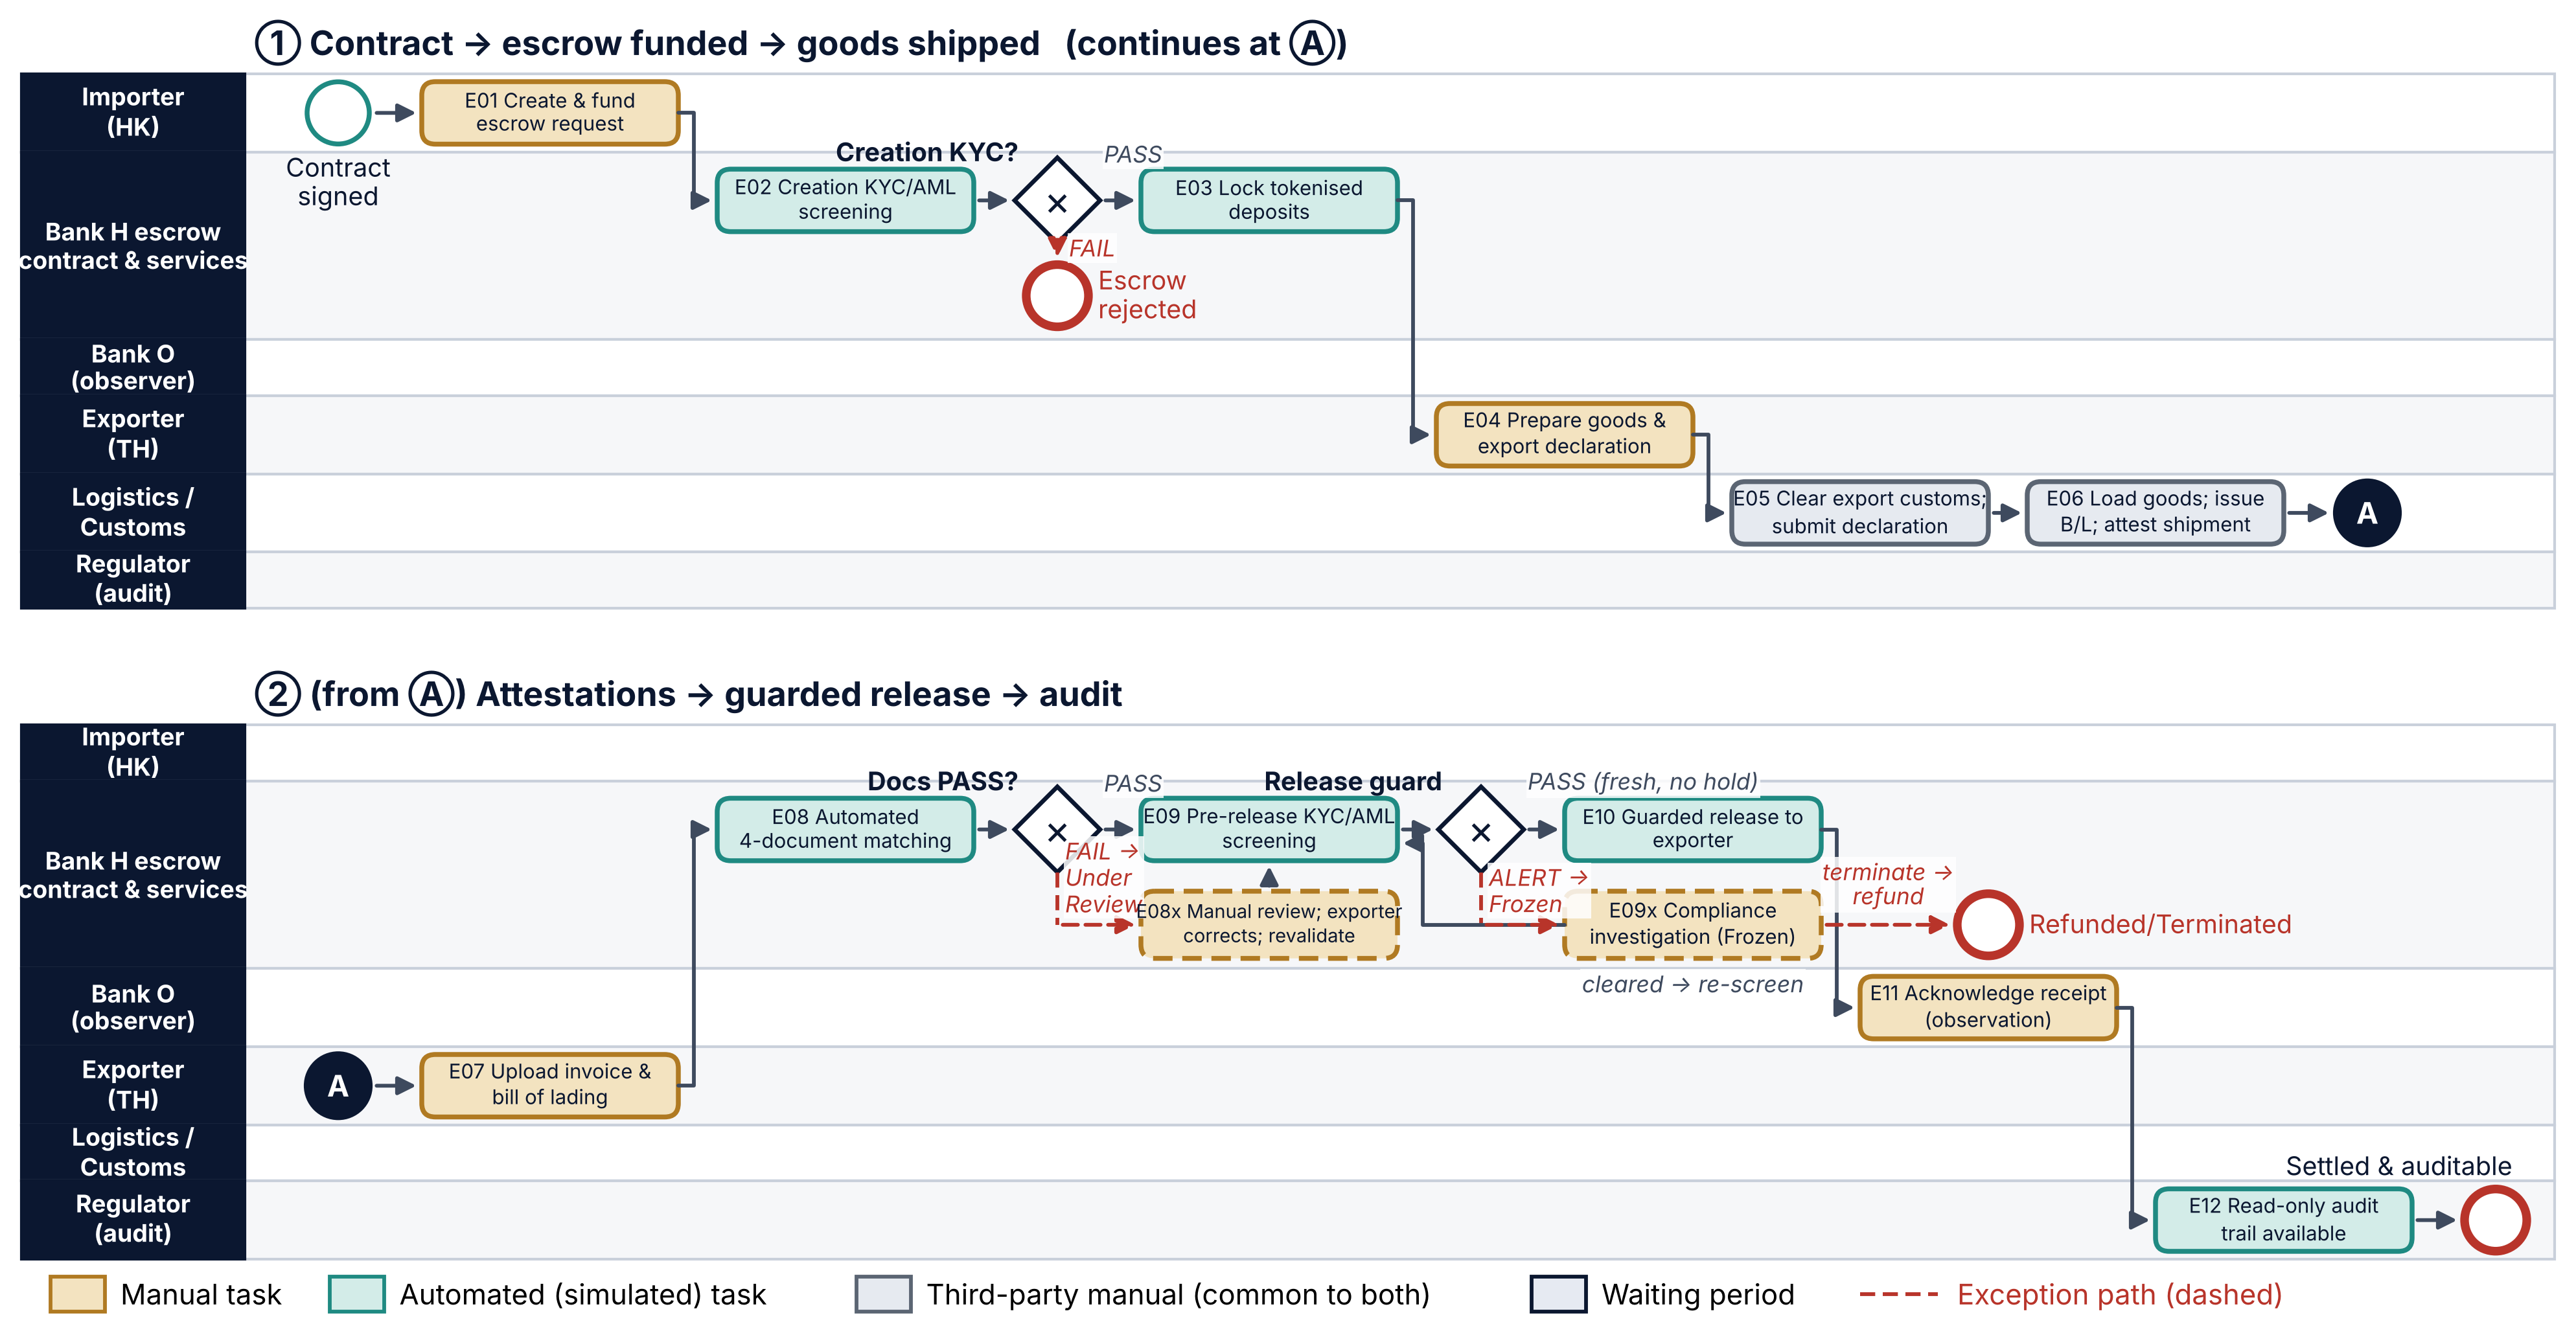 ① Contract → escrow funded → goods shipped (continues at Ⓐ)
Importer
(HK)
Contract
signed
E01 Create & fund
escrow request
Bank H escrow
contract & services
E02 Creation KYC/AML
screening
Creation KYC?
×
PASS
FAIL
Escrow
rejected
E03 Lock tokenised
deposits
Bank O
(observer)
Exporter
(TH)
E04 Prepare goods &
export declaration
Logistics /
Customs
E05 Clear export customs;
submit declaration
E06 Load goods; issue
B/L; attest shipment
A
Regulator
(audit)
② (from Ⓐ) Attestations → guarded release → audit
Importer
(HK)
Bank H escrow
contract & services
E08 Automated
4-document matching
Docs PASS?
×
PASS
FAIL →
Under
Review
E09 Pre-release KYC/AML
screening
E08x Manual review; exporter
corrects; revalidate
Release guard
×
PASS (fresh, no hold)
ALERT →
Frozen
E10 Guarded release to
exporter
E09x Compliance
investigation (Frozen)
terminate →
refund
Refunded/Terminated
cleared → re-screen
Bank O
(observer)
E11 Acknowledge receipt
(observation)
Exporter
(TH)
A
E07 Upload invoice &
bill of lading
Logistics /
Customs
Regulator
(audit)
E12 Read-only audit
trail available
Settled & auditable
Manual task
Automated (simulated) task
Third-party manual (common to both)
Waiting period
Exception path (dashed)